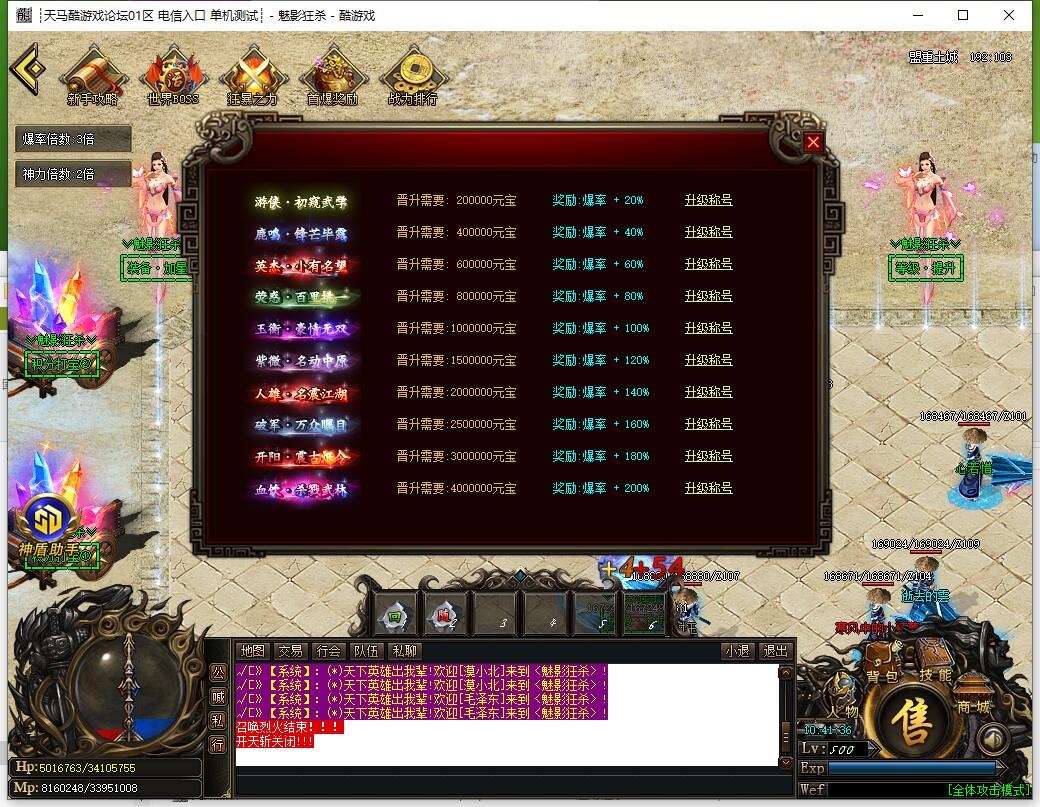 天马酷游戏论坛01区 电信入口 单机测试 - 魅影狂杀 - 酷游戏
新手攻略 世界BOSS 狂暴之力 首爆奖励 战力排行
盟重土城 192:108
爆率倍数:3倍
神力倍数:2倍
游侠·初窥武学 晋升需要: 200000元宝 奖励:爆率 + 20% 升级称号
鹿鸣·锋芒毕露 晋升需要: 400000元宝 奖励:爆率 + 40% 升级称号
英杰·小有名望 晋升需要: 600000元宝 奖励:爆率 + 60% 升级称号
荧惑·百里挑一 晋升需要: 800000元宝 奖励:爆率 + 80% 升级称号
玉衡·豪情无双 晋升需要:1000000元宝 奖励:爆率 + 100% 升级称号
紫微·名动中原 晋升需要:1500000元宝 奖励:爆率 + 120% 升级称号
人雄·名震江湖 晋升需要:2000000元宝 奖励:爆率 + 140% 升级称号
破军·万众瞩目 晋升需要:2500000元宝 奖励:爆率 + 160% 升级称号
开阳·震古烁今 晋升需要:3000000元宝 奖励:爆率 + 180% 升级称号
血饮·杀戮武林 晋升需要:4000000元宝 奖励:爆率 + 200% 升级称号
魅影狂杀
装备·加星
魅影狂杀
等级·提升
魅影狂杀
积分打宝②
神盾助手
168467/168467/Z101
169024/169024/Z109
168671/168671/Z104
逝去的雲
+4+54
回 随 2 3 4 5 6
地图 交易 行会 队伍 私聊 小退 退出
公
喊
私
行
【系统】:(*)天下英雄出我辈!欢迎[莫小北]来到<魅影狂杀>!
【系统】:(*)天下英雄出我辈!欢迎[莫小北]来到<魅影狂杀>!
【系统】:(*)天下英雄出我辈!欢迎[毛泽东]来到<魅影狂杀>!
【系统】:(*)天下英雄出我辈!欢迎[毛泽东]来到<魅影狂杀>!
召唤烈火结束!!!
开天斩关闭!!!
背包 技能
人物 商城
售
10:41:36
Lv: 500
Exp
Wef
[全体攻击模式]
Hp:5016763/34105755
Mp: 8160248/33951008